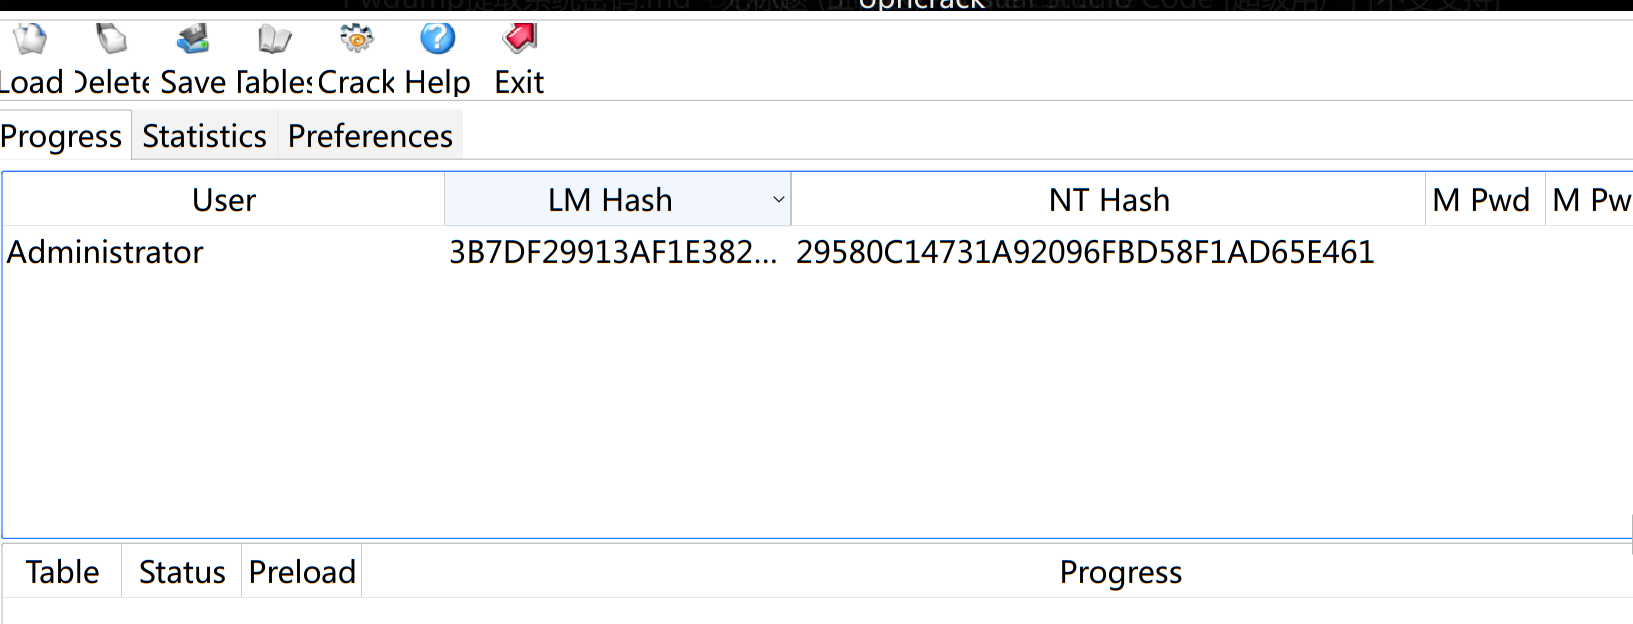 Ophcrack
Load Delete Save Tables Crack Help Exit
Progress Statistics Preferences
User LM Hash NT Hash M Pwd M Pw
Administrator 3B7DF29913AF1E382... 29580C14731A92096FBD58F1AD65E461
Table Status Preload Progress